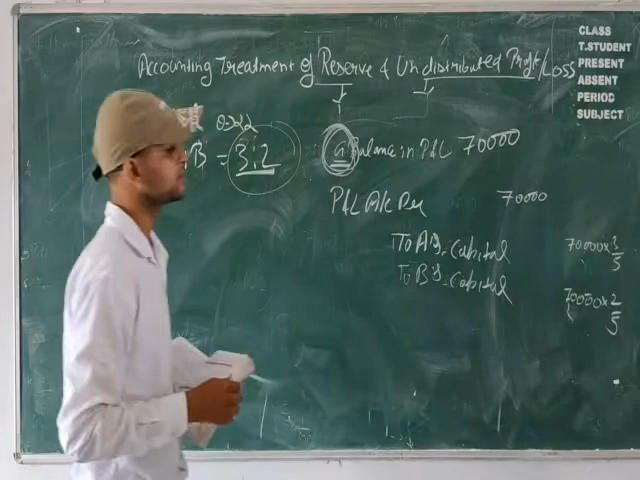 CLASS
T.STUDENT
PRESENT
ABSENT
PERIOD
SUBJECT
Accounting Treatment of Reserve & Undistributed Profit/Loss
B = 3:2
a Balance in P&L 70000
P&L A/c Dr 70000
To A's Capital 70000×3/5
To B's Capital 70000×2/5